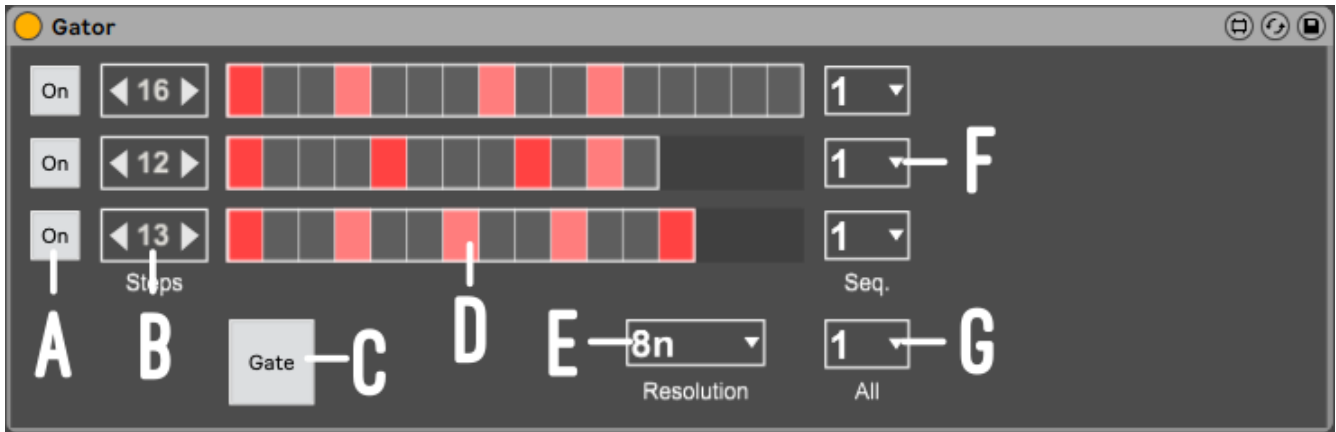 Gator
On 16 1
On 12 1 F
On 13 1
Steps Seq.
A B C D E G
Gate 8n 1
Resolution All